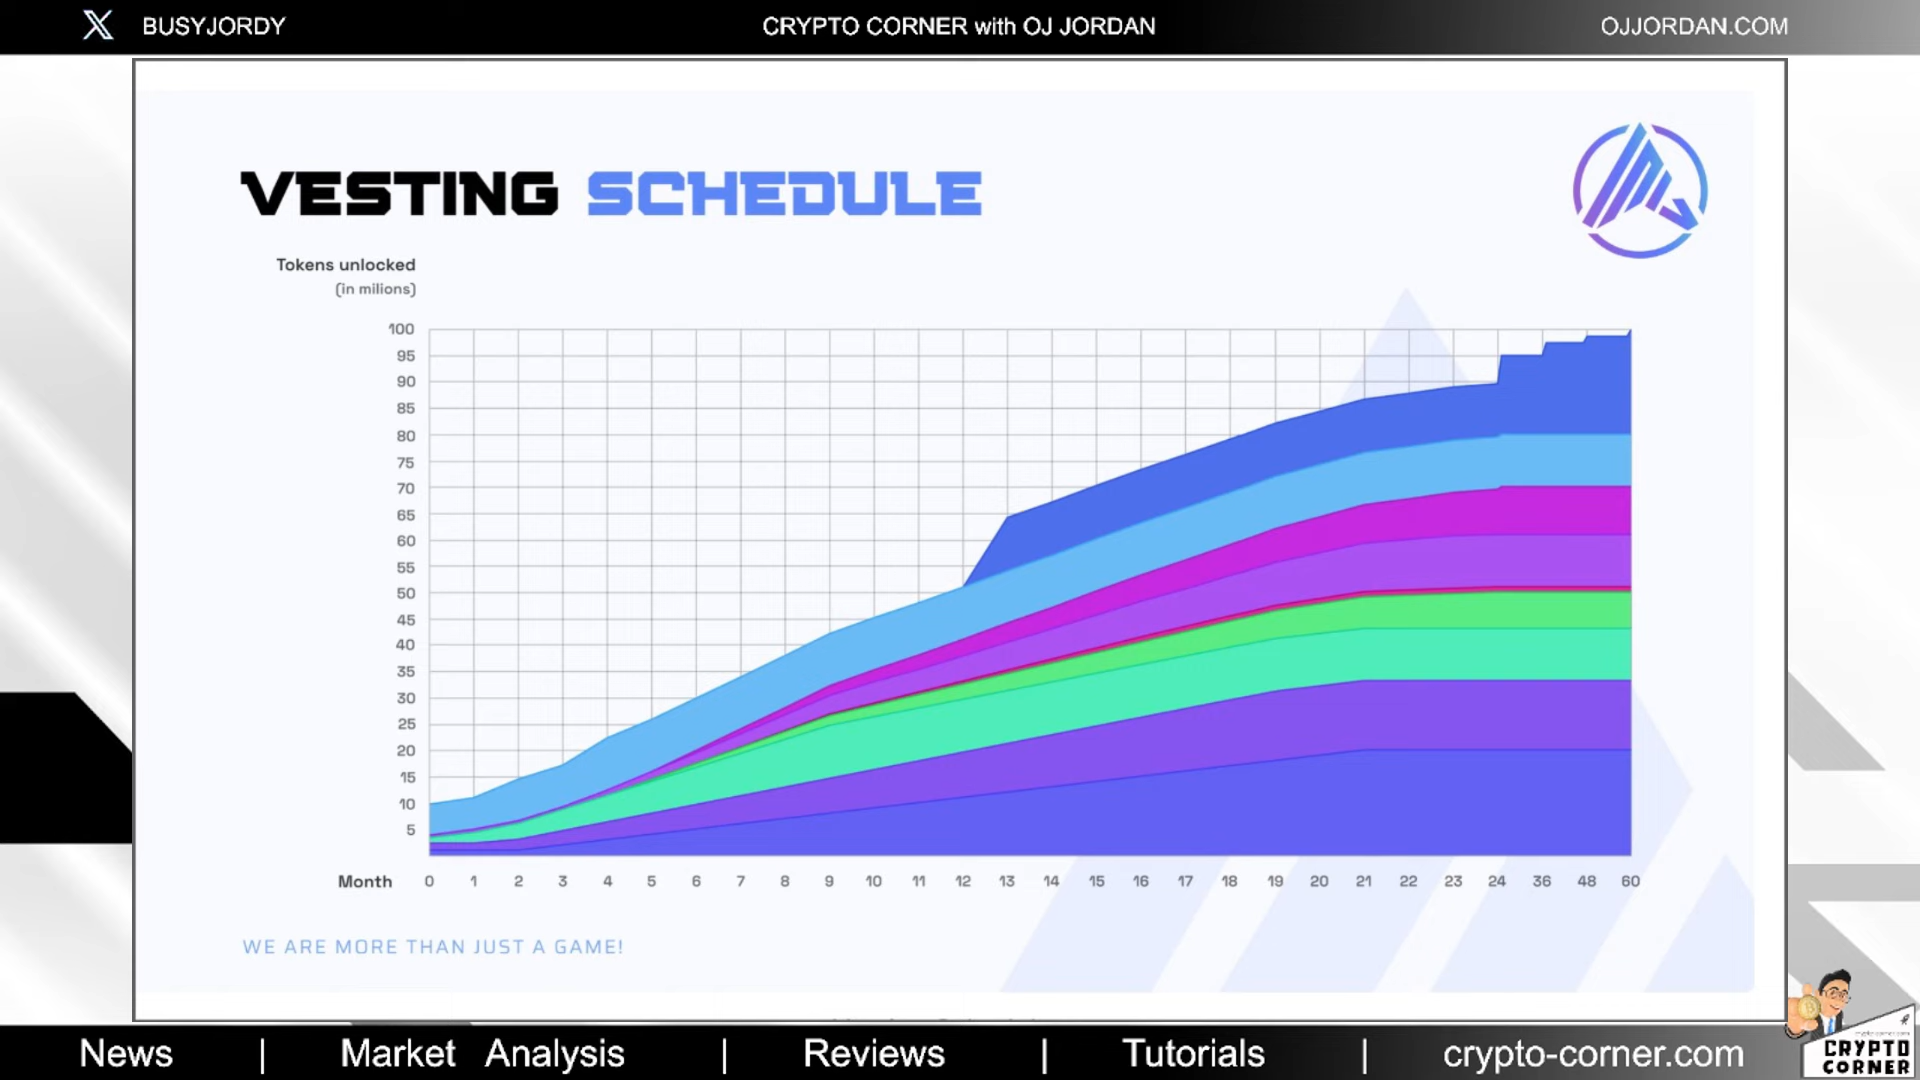 BUSYJORDY
CRYPTO CORNER with OJ JORDAN
OJJORDAN.COM
VESTING SCHEDULE
Tokens unlocked
(in milions)
100
95
90
85
80
75
70
65
60
55
50
45
40
35
30
25
20
15
10
5
Month 0 1 2 3 4 5 6 7 8 9 10 11 12 13 14 15 16 17 18 19 20 21 22 23 24 36 48 60
WE ARE MORE THAN JUST A GAME!
News | Market Analysis | Reviews | Tutorials | crypto-corner.com
CRYPTO
CORNER